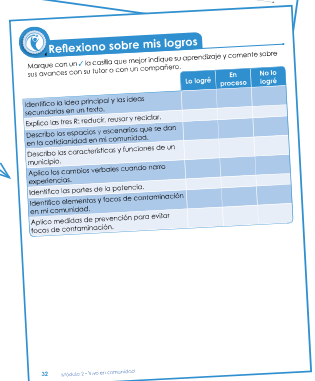 Reflexiono sobre mis logros
Marque con un ✓ la casilla que mejor indique su aprendizaje y comente sobre
sus avances con su tutor o con un compañero.
Lo logré
En
proceso
No lo
logré
Identifico la idea principal y las ideas
secundarias en un texto.
Explico las tres R: reducir, reusar y reciclar.
Describo los espacios y escenarios que se dan
en la cotidianidad en mi comunidad.
Describo las características y funciones de un
municipio.
Aplico los cambios verbales cuando narro
experiencias.
Identifico las partes de la potencia.
Identifico elementos y focos de contaminación
en mi comunidad.
Aplico medidas de prevención para evitar
focos de contaminación.
32 Módulo 2 • Vivo en comunidad